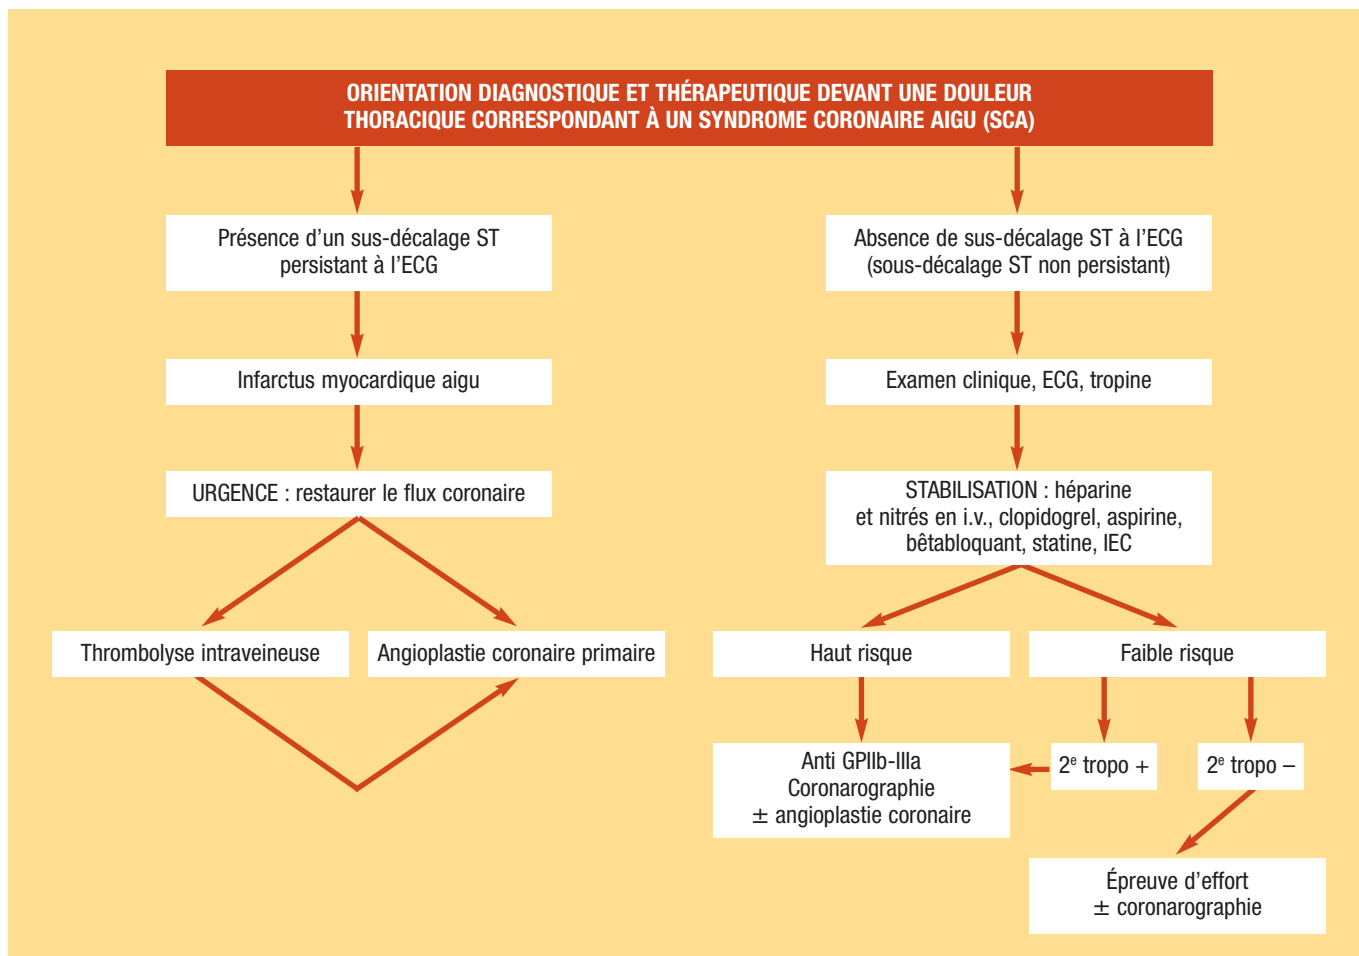 ORIENTATION DIAGNOSTIQUE ET THÉRAPEUTIQUE DEVANT UNE DOULEUR
THORACIQUE CORRESPONDANT À UN SYNDROME CORONAIRE AIGU (SCA)
Présence d’un sus-décalage ST
persistant à l’ECG
Infarctus myocardique aigu
URGENCE : restaurer le flux coronaire
Thrombolyse intraveineuse
Angioplastie coronaire primaire
Absence de sus-décalage ST à l’ECG
(sous-décalage ST non persistant)
Examen clinique, ECG, tropine
STABILISATION : héparine
et nitrés en i.v., clopidogrel, aspirine,
bêtabloquant, statine, IEC
Haut risque
Faible risque
Anti GPIIb-IIIa
Coronarographie
± angioplastie coronaire
2e tropo +
2e tropo –
Épreuve d’effort
± coronarographie